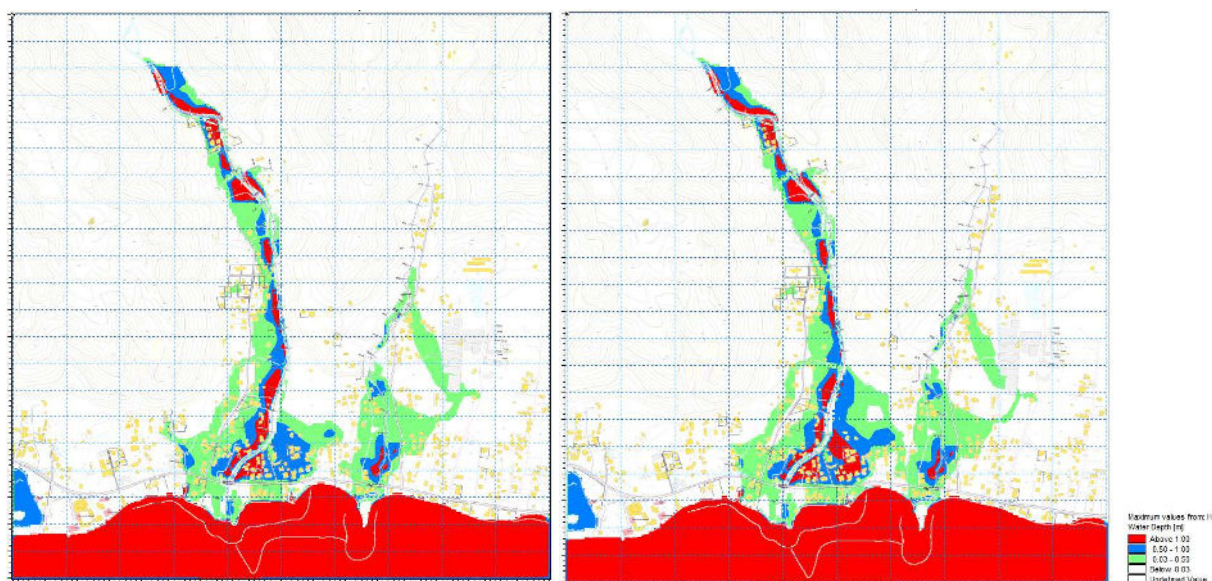 Maximum values from: H
Water Depth [m]
Above 1.00
0.50 - 1.00
0.03 - 0.50
Below 0.03
Undefined Value